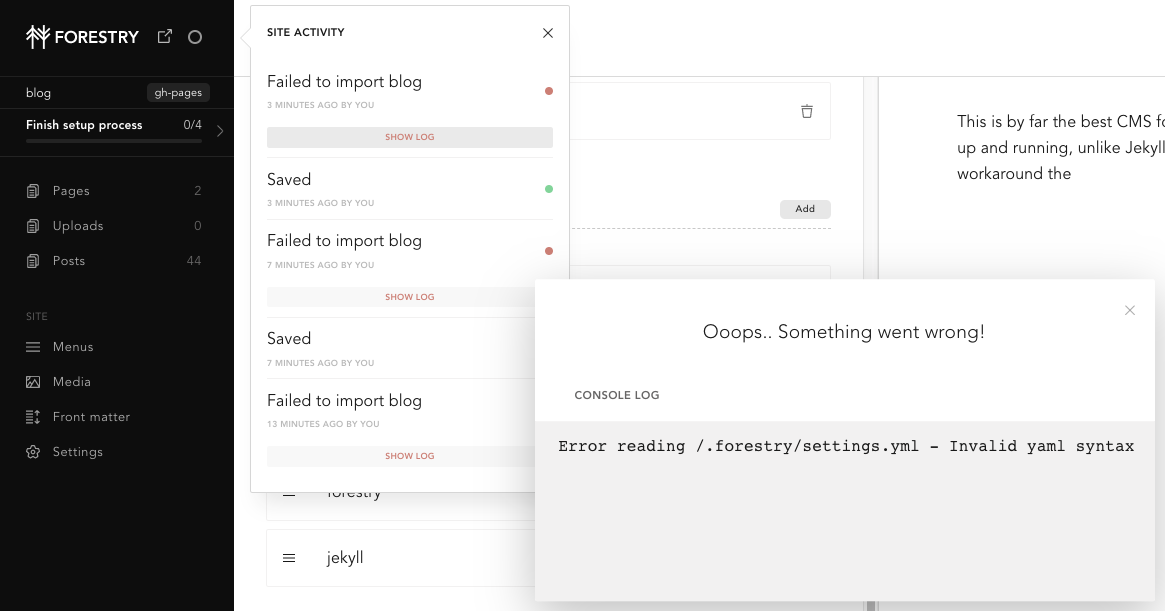 FORESTRY
blog
gh-pages
Finish setup process
0/4
Pages
2
Uploads
0
Posts
44
SITE
Menus
Media
Front matter
Settings
SITE ACTIVITY
Failed to import blog
3 MINUTES AGO BY YOU
SHOW LOG
Saved
3 MINUTES AGO BY YOU
Failed to import blog
7 MINUTES AGO BY YOU
SHOW LOG
Saved
7 MINUTES AGO BY YOU
Failed to import blog
13 MINUTES AGO BY YOU
SHOW LOG
forestry
jekyll
Add
This is by far the best CMS fo
up and running, unlike Jekyll
workaround the
Ooops.. Something went wrong!
CONSOLE LOG
Error reading /.forestry/settings.yml - Invalid yaml syntax